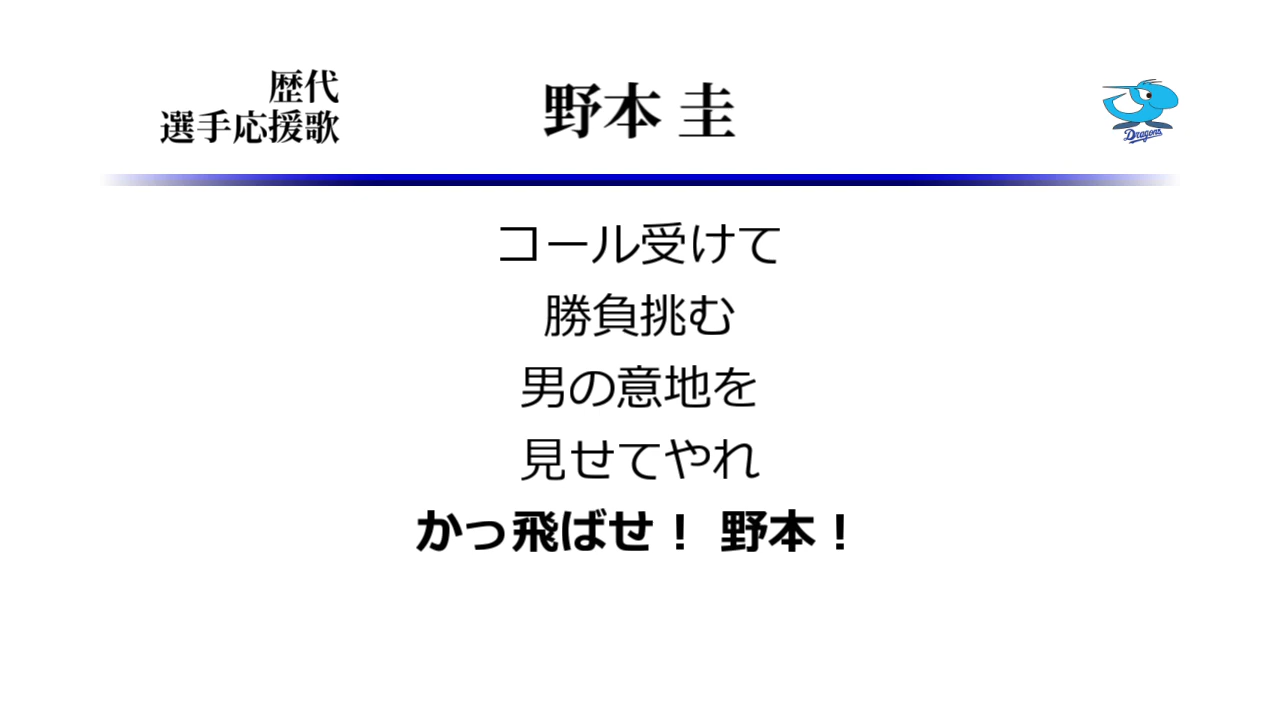 歴代
選手応援歌
野本 圭
Dragons
コール受けて
勝負挑む
男の意地を
見せてやれ
かっ飛ばせ！ 野本！